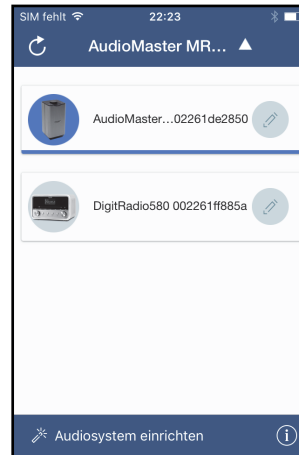 SIM fehlt 22:23
AudioMaster MR… ▲
AudioMaster…02261de2850
DigitRadio580 002261ff885a
Audiosystem einrichten